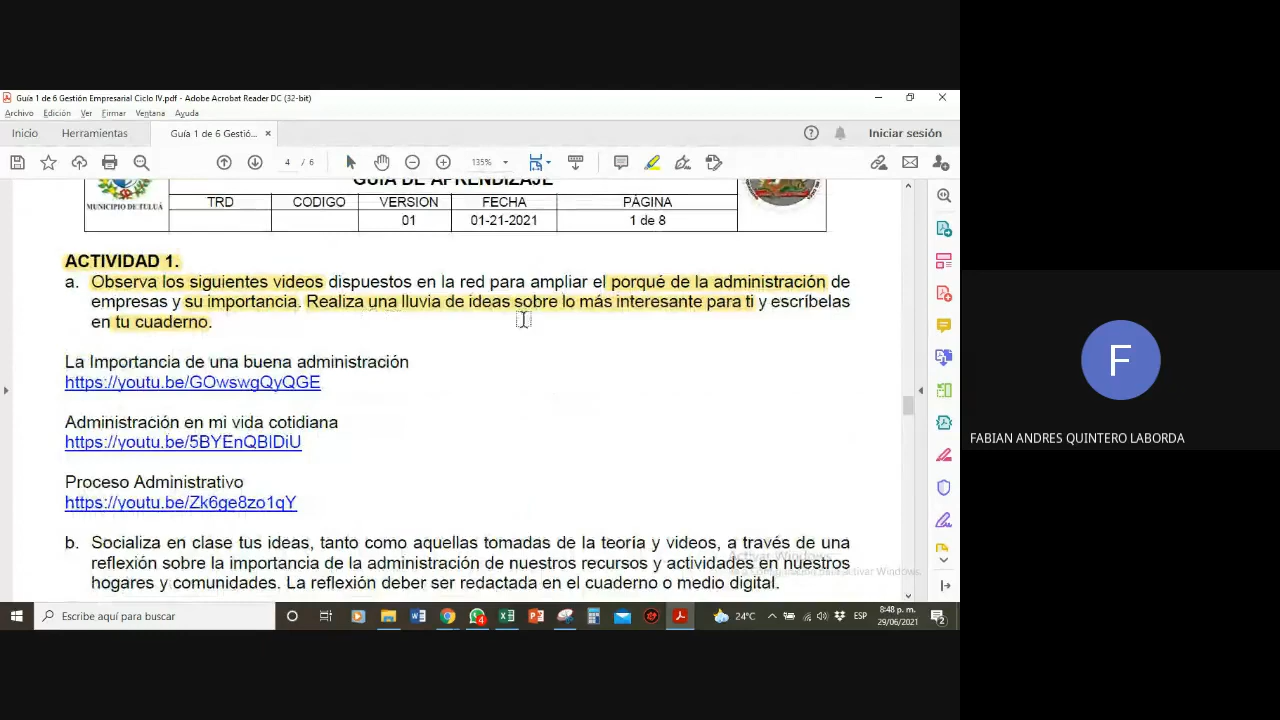 Guía 1 de 6 Gestión Empresarial Ciclo IV.pdf - Adobe Acrobat Reader DC (32-bit)
Archivo Edición Ver Firmar Ventana Ayuda
Inicio Herramientas Guía 1 de 6 Gestió... × Iniciar sesión
4 / 6 135%
GUIA DE APRENDIZAJE
MUNICIPIO DE TULUÁ
TRD CODIGO VERSION FECHA PÁGINA
01 01-21-2021 1 de 8
ACTIVIDAD 1.
a. Observa los siguientes videos dispuestos en la red para ampliar el porqué de la administración de
empresas y su importancia. Realiza una lluvia de ideas sobre lo más interesante para ti y escríbelas
en tu cuaderno.
La Importancia de una buena administración
https://youtu.be/GOwswgQyQGE
Administración en mi vida cotidiana
https://youtu.be/5BYEnQBlDiU
Proceso Administrativo
https://youtu.be/Zk6ge8zo1qY
b. Socializa en clase tus ideas, tanto como aquellas tomadas de la teoría y videos, a través de una
reflexión sobre la importancia de la administración de nuestros recursos y actividades en nuestros
hogares y comunidades. La reflexión deber ser redactada en el cuaderno o medio digital.
Activar Windows
activar Windows.
Escribe aquí para buscar
4
24°C
ESP
8:48 p. m.
29/06/2021
2
F
FABIAN ANDRES QUINTERO LABORDA